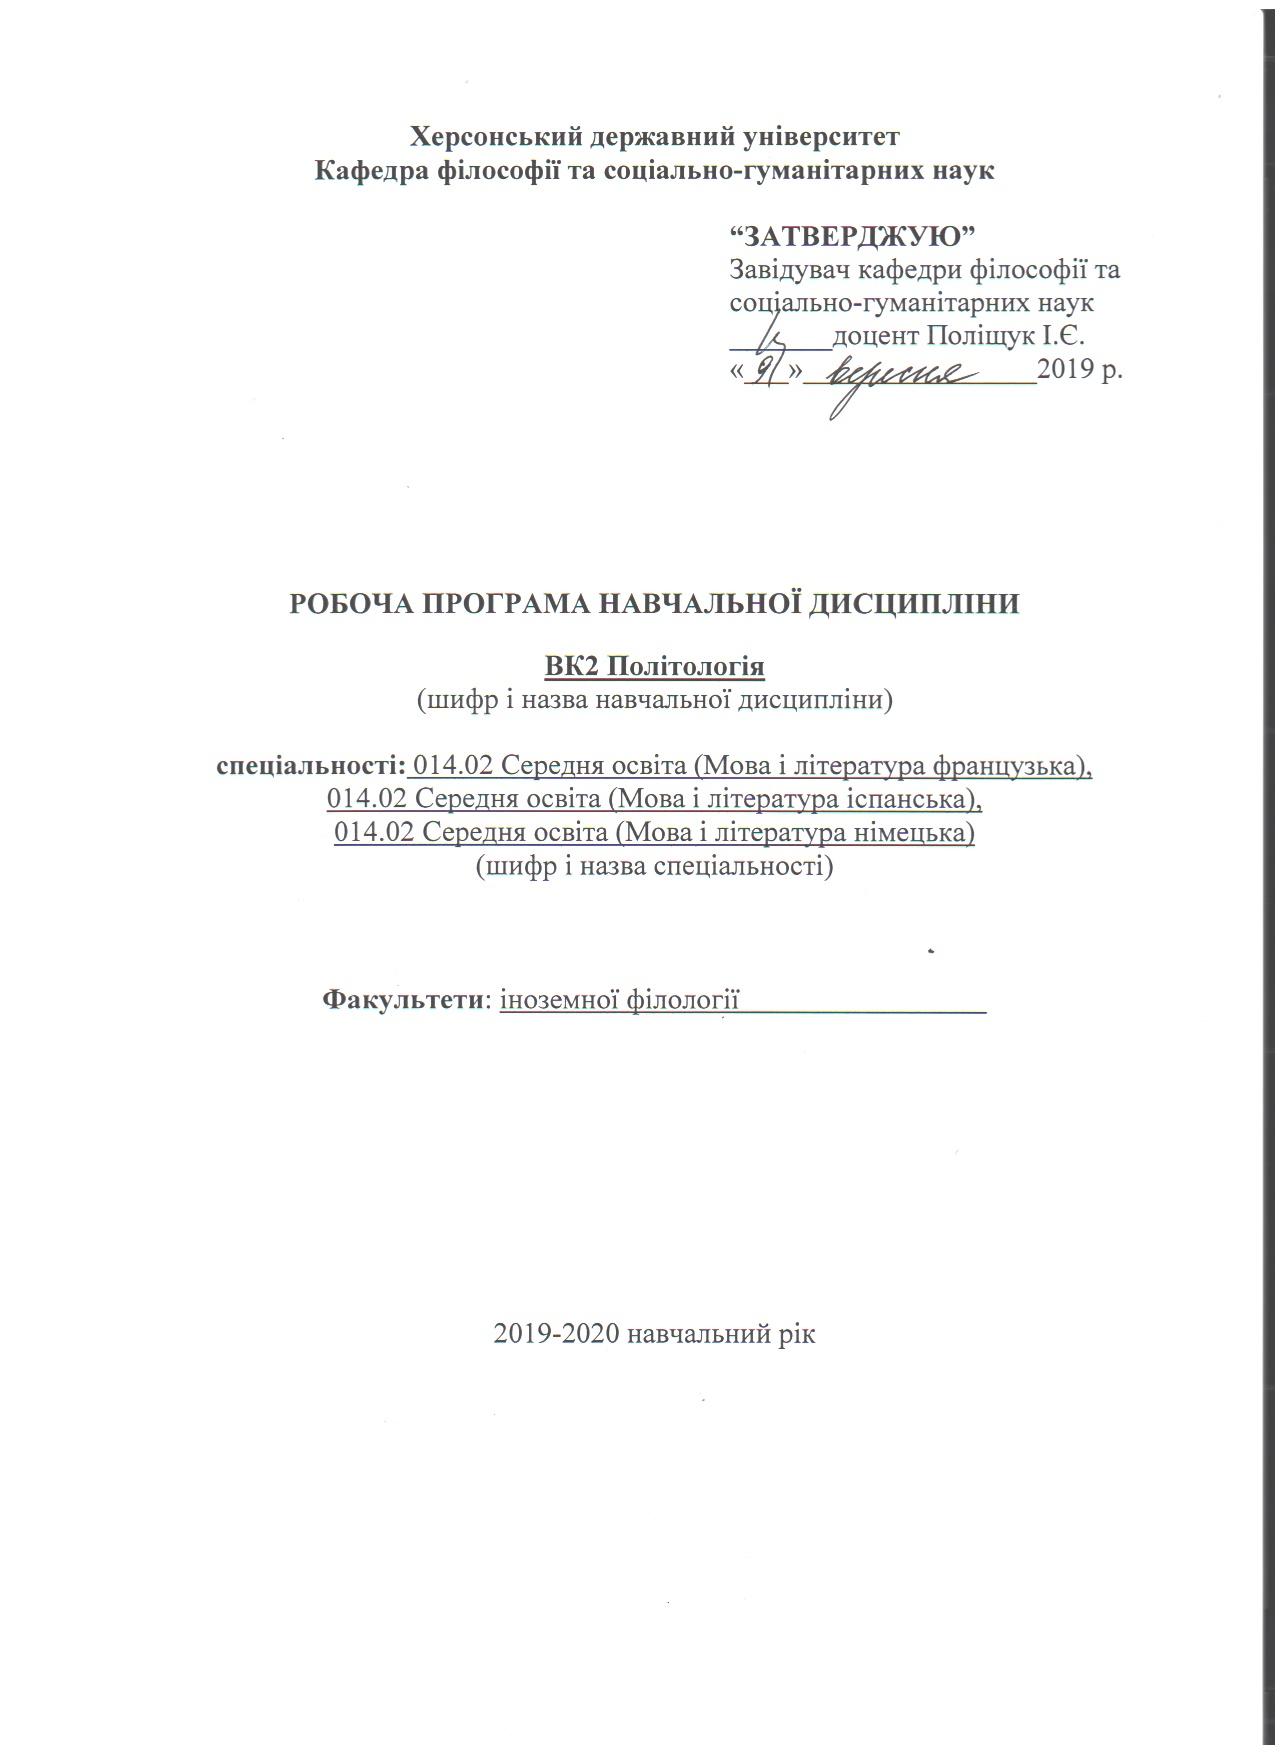 Херсонський державний університет
Кафедра філософії та соціально-гуманітарних наук
“ЗАТВЕРДЖУЮ”
Завідувач кафедри філософії та
соціально-гуманітарних наук
________доцент Поліщук І.Є.
«___» вересня 2019 р.
РОБОЧА ПРОГРАМА НАВЧАЛЬНОЇ ДИСЦИПЛІНИ
ВК2 Політологія
(шифр і назва навчальної дисципліни)
спеціальності: 014.02 Середня освіта (Мова і література французька),
014.02 Середня освіта (Мова і література іспанська),
014.02 Середня освіта (Мова і література німецька)
(шифр і назва спеціальності)
Факультети: іноземної філології
2019-2020 навчальний рік